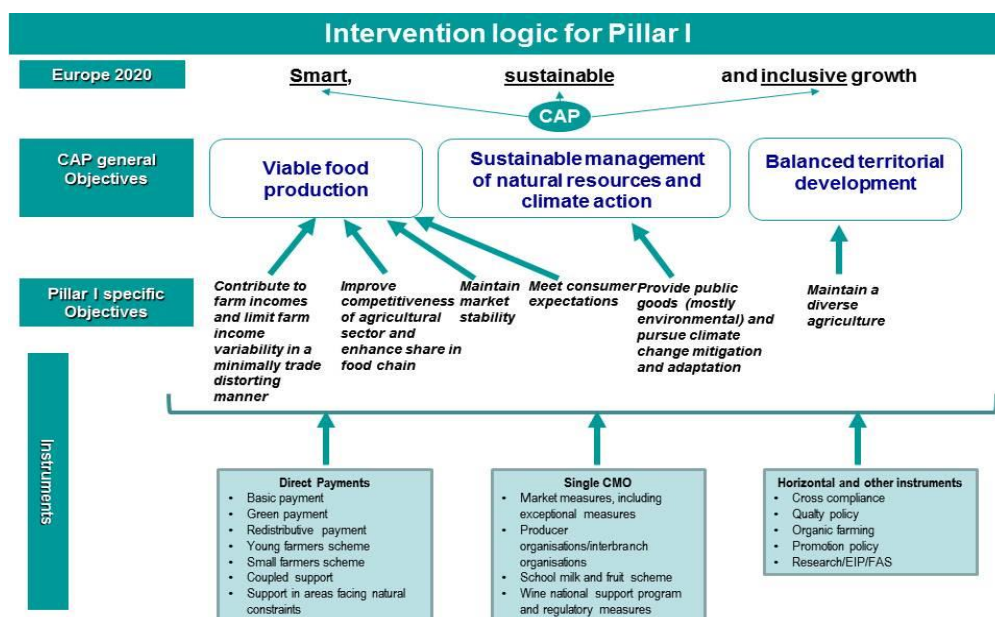 Intervention logic for Pillar I
Europe 2020
Smart,
sustainable
and inclusive growth
CAP
CAP general
Objectives
Viable food
production
Sustainable management
of natural resources and
climate action
Balanced territorial
development
Pillar I specific
Objectives
Contribute to
farm incomes
and limit farm
income
variability in a
minimally trade
distorting
manner
Improve
competitiveness
of agricultural
sector and
enhance share in
food chain
Maintain
market
stability
Meet consumer
expectations
Provide public
goods (mostly
environmental) and
pursue climate
change mitigation
and adaptation
Maintain a
diverse
agriculture
Instruments
Direct Payments
• Basic payment
• Green payment
• Redistributive payment
• Young farmers scheme
• Small farmers scheme
• Coupled support
• Support in areas facing natural
constraints
Single CMO
• Market measures, including
exceptional measures
• Producer
organisations/interbranch
organisations
• School milk and fruit scheme
• Wine national support program
and regulatory measures
Horizontal and other instruments
• Cross compliance
• Qualty policy
• Organic farming
• Promotion policy
• Research/EIP/FAS